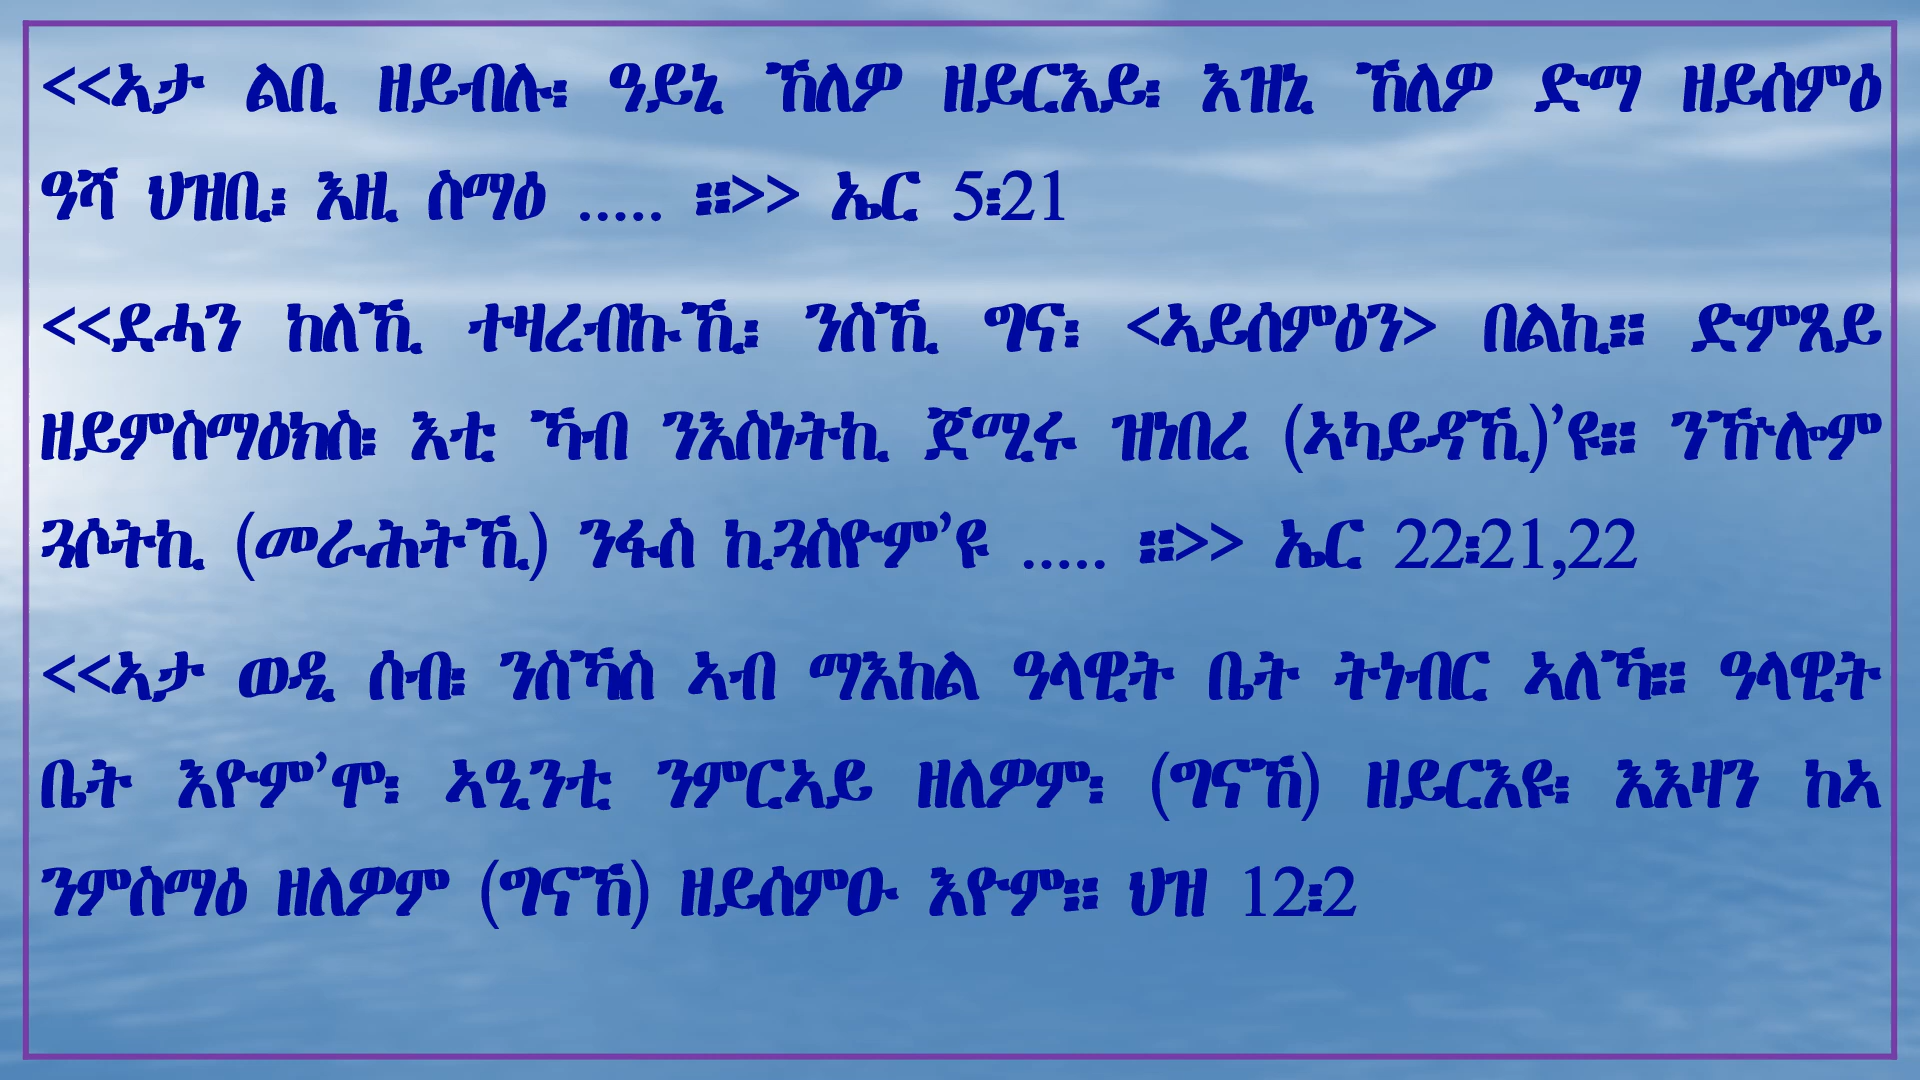 <<ኣታ ልቢ ዘይብሉ፡ ዓይኒ ኸለዎ ዘይርእይ፡ እዝኒ ኸለዎ ድማ ዘይሰምዕ
ዓሻ ህዝቢ፡ እዚ ስማዕ ..... ።>> ኤር 5፡21
<<ደሓን ከለኺ ተዛረብኩኺ፡ ንስኺ ግና፡ <ኣይሰምዕን> በልኪ። ድምጸይ
ዘይምስማዕክስ፡ እቲ ኻብ ንእስነትኪ ጀሚሩ ዝነበረ (ኣካይዳኺ)’ዩ። ንኹሎም
ጓሶትኪ (መራሕትኺ) ንፋስ ኪጓስዮም’ዩ ..... ።>> ኤር 22፡21,22
<<ኣታ ወዲ ሰብ፡ ንስኻስ ኣብ ማእከል ዓላዊት ቤት ትነብር ኣለኻ። ዓላዊት
ቤት እዮም’ሞ፡ ኣዒንቲ ንምርኣይ ዘለዎም፡ (ግናኸ) ዘይርእዩ፡ እእዛን ከኣ
ንምስማዕ ዘለዎም (ግናኸ) ዘይሰምዑ እዮም። ህዝ 12፡2